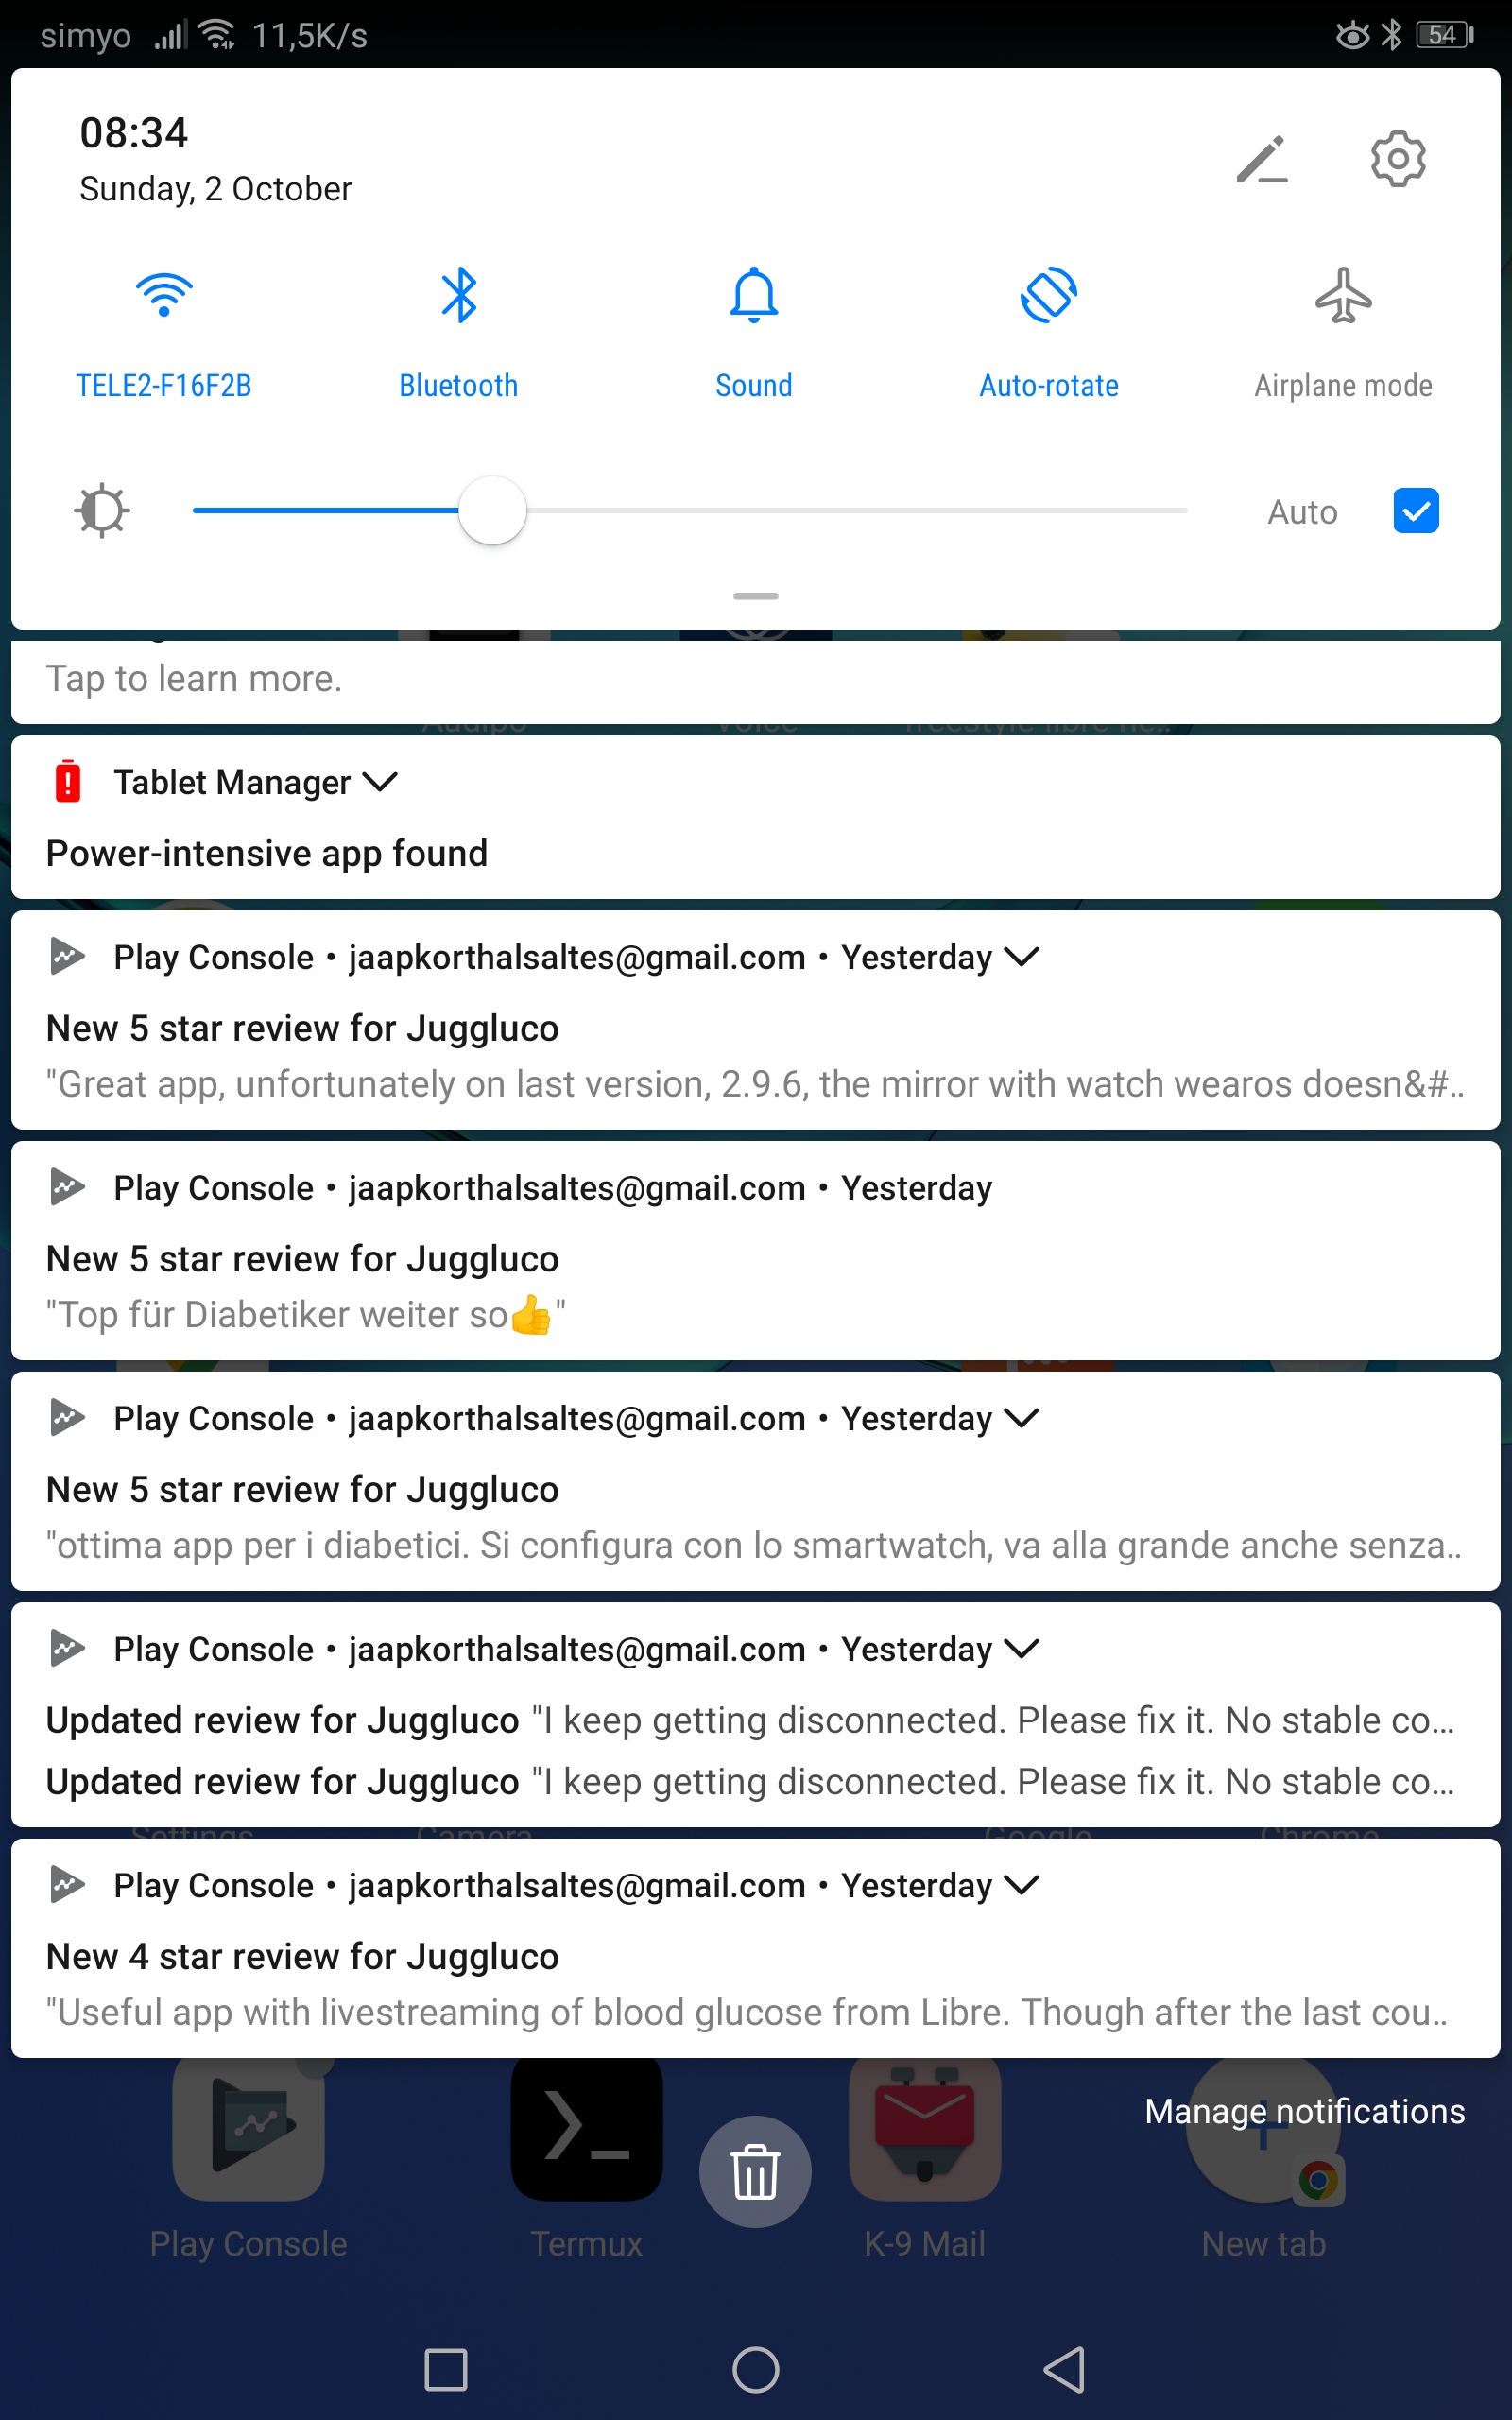 simyo 11,5K/s 54
08:34
Sunday, 2 October
TELE2-F16F2B Bluetooth Sound Auto-rotate Airplane mode
Auto
Tap to learn more.
Audipo Voice freestyle libre
Tablet Manager
Power-intensive app found
Play Console • jaapkorthalsaltes@gmail.com • Yesterday
New 5 star review for Juggluco
"Great app, unfortunately on last version, 2.9.6, the mirror with watch wearos doesn&#..
Play Console • jaapkorthalsaltes@gmail.com • Yesterday
New 5 star review for Juggluco
"Top für Diabetiker weiter so👍"
Play Console • jaapkorthalsaltes@gmail.com • Yesterday
New 5 star review for Juggluco
"ottima app per i diabetici. Si configura con lo smartwatch, va alla grande anche senza..
Play Console • jaapkorthalsaltes@gmail.com • Yesterday
Updated review for Juggluco "I keep getting disconnected. Please fix it. No stable co...
Updated review for Juggluco "I keep getting disconnected. Please fix it. No stable co...
Settings Camera Google Chrome
Play Console • jaapkorthalsaltes@gmail.com • Yesterday
New 4 star review for Juggluco
"Useful app with livestreaming of blood glucose from Libre. Though after the last cou..
Manage notifications
Play Console Termux K-9 Mail New tab